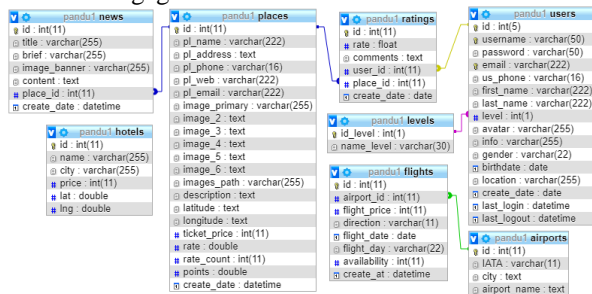 pandu1 news
id : int(11)
title : varchar(255)
brief : varchar(255)
image_banner : varchar(255)
content : text
place_id : int(11)
create_date : datetime
pandu1 hotels
id : int(11)
name : varchar(255)
city : varchar(255)
price : int(11)
lat : double
lng : double
pandu1 places
id : int(11)
pl_name : varchar(222)
pl_address : text
pl_phone : varchar(16)
pl_web : varchar(222)
pl_email : varchar(222)
image_primary : varchar(255)
image_2 : text
image_3 : text
image_4 : text
image_5 : text
image_6 : text
images_path : varchar(255)
description : text
latitude : text
longitude : text
ticket_price : int(11)
rate : double
rate_count : int(11)
points : double
create_date : datetime
pandu1 ratings
id : int(11)
rate : float
comments : text
user_id : int(11)
place_id : int(11)
create_date : date
pandu1 levels
id_level : int(1)
name_level : varchar(30)
pandu1 flights
id : int(11)
airport_id : int(11)
flight_price : int(11)
direction : varchar(11)
flight_date : date
flight_day : varchar(22)
availability : int(11)
create_at : datetime
pandu1 users
id : int(5)
username : varchar(50)
password : varchar(50)
email : varchar(222)
us_phone : varchar(16)
first_name : varchar(222)
last_name : varchar(222)
level : int(1)
avatar : varchar(255)
info : varchar(255)
gender : varchar(22)
birthdate : date
location : varchar(255)
create_date : date
last_login : datetime
last_logout : datetime
pandu1 airports
id : int(11)
IATA : varchar(11)
city : text
airport_name : text